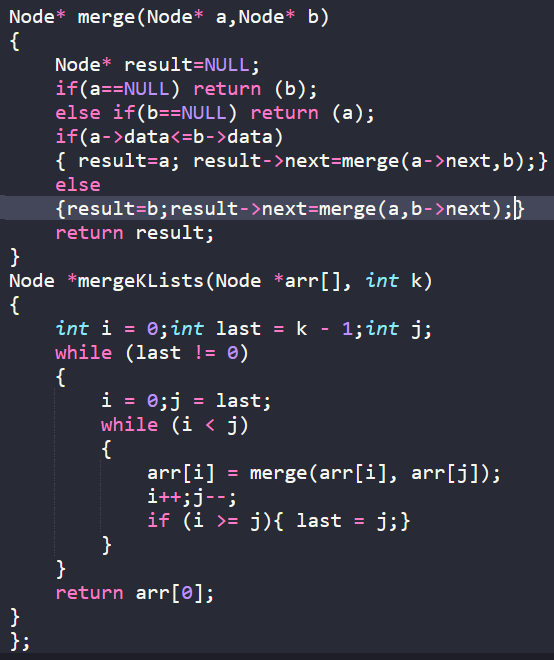 Node* merge(Node* a,Node* b)
{
    Node* result=NULL;
    if(a==NULL) return (b);
    else if(b==NULL) return (a);
    if(a->data<=b->data)
    { result=a; result->next=merge(a->next,b);}
    else
    {result=b;result->next=merge(a,b->next);}
    return result;
}
Node *mergeKLists(Node *arr[], int k)
{
    int i = 0;int last = k - 1;int j;
    while (last != 0)
    {
        i = 0;j = last;
        while (i < j)
        {
            arr[i] = merge(arr[i], arr[j]);
            i++;j--;
            if (i >= j){ last = j;}
        }
    }
    return arr[0];
}
};